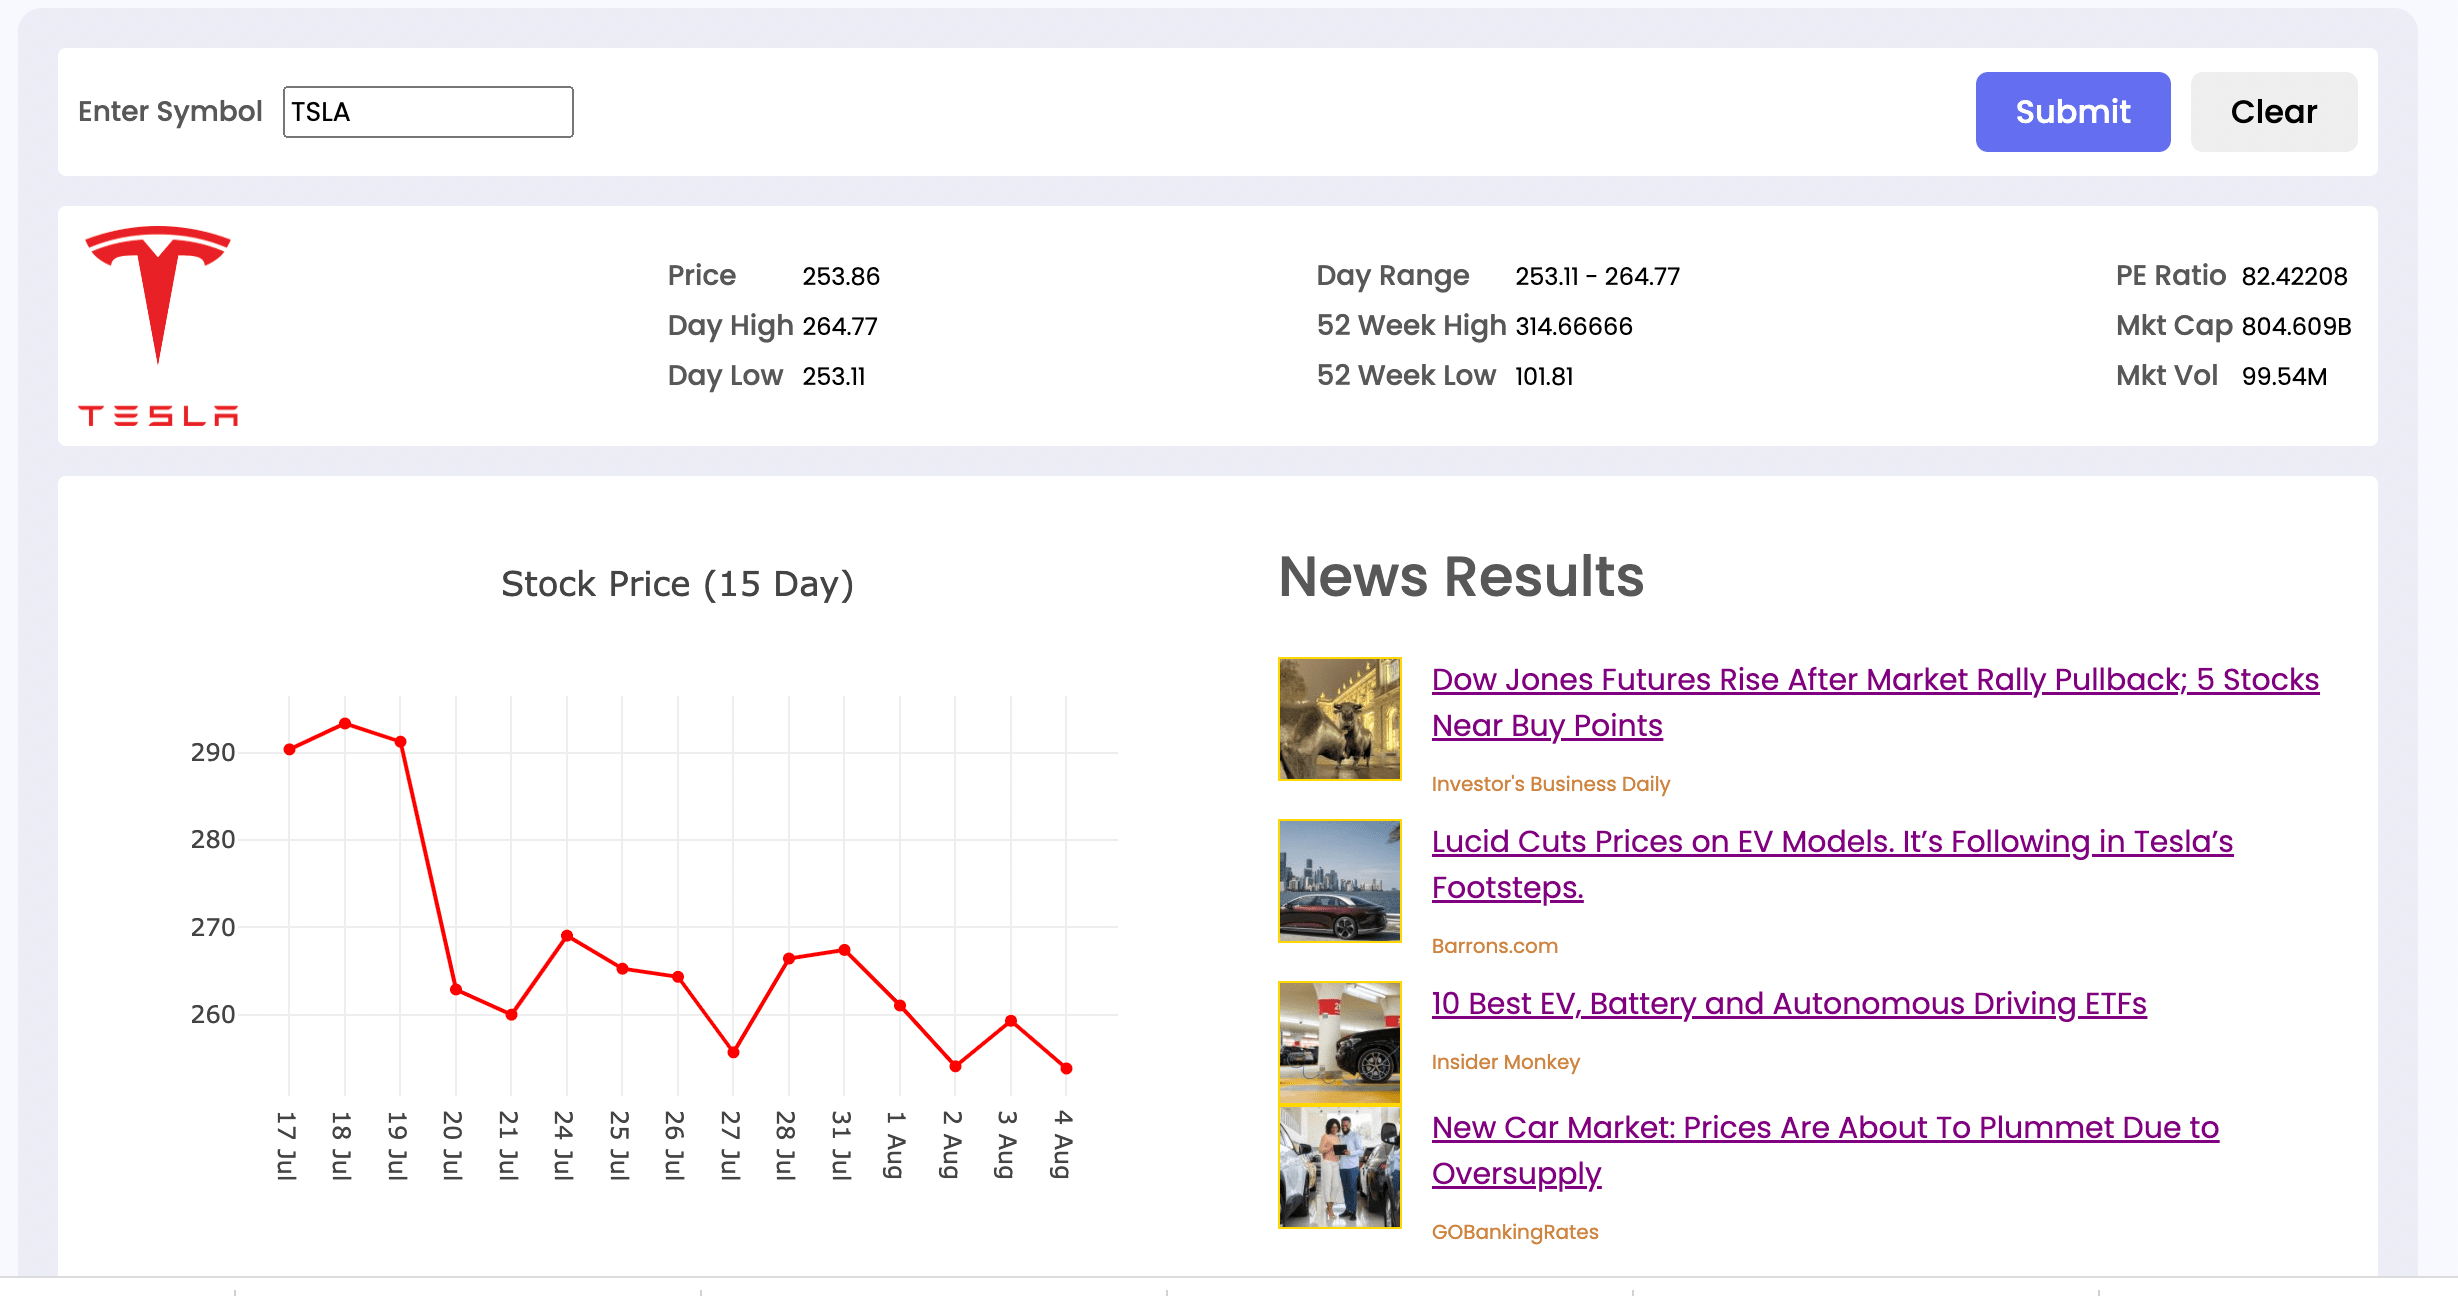 Enter Symbol TSLA Submit Clear
Price 253.86 Day Range 253.11 - 264.77 PE Ratio 82.42208
Day High 264.77 52 Week High 314.66666 Mkt Cap 804.609B
Day Low 253.11 52 Week Low 101.81 Mkt Vol 99.54M
TESLA
Stock Price (15 Day)
290
280
270
260
17 Jul
18 Jul
19 Jul
20 Jul
21 Jul
24 Jul
25 Jul
26 Jul
27 Jul
28 Jul
31 Jul
1 Aug
2 Aug
3 Aug
4 Aug
News Results
Dow Jones Futures Rise After Market Rally Pullback; 5 Stocks
Near Buy Points
Investor's Business Daily
Lucid Cuts Prices on EV Models. It’s Following in Tesla’s
Footsteps.
Barrons.com
10 Best EV, Battery and Autonomous Driving ETFs
Insider Monkey
New Car Market: Prices Are About To Plummet Due to
Oversupply
GOBankingRates